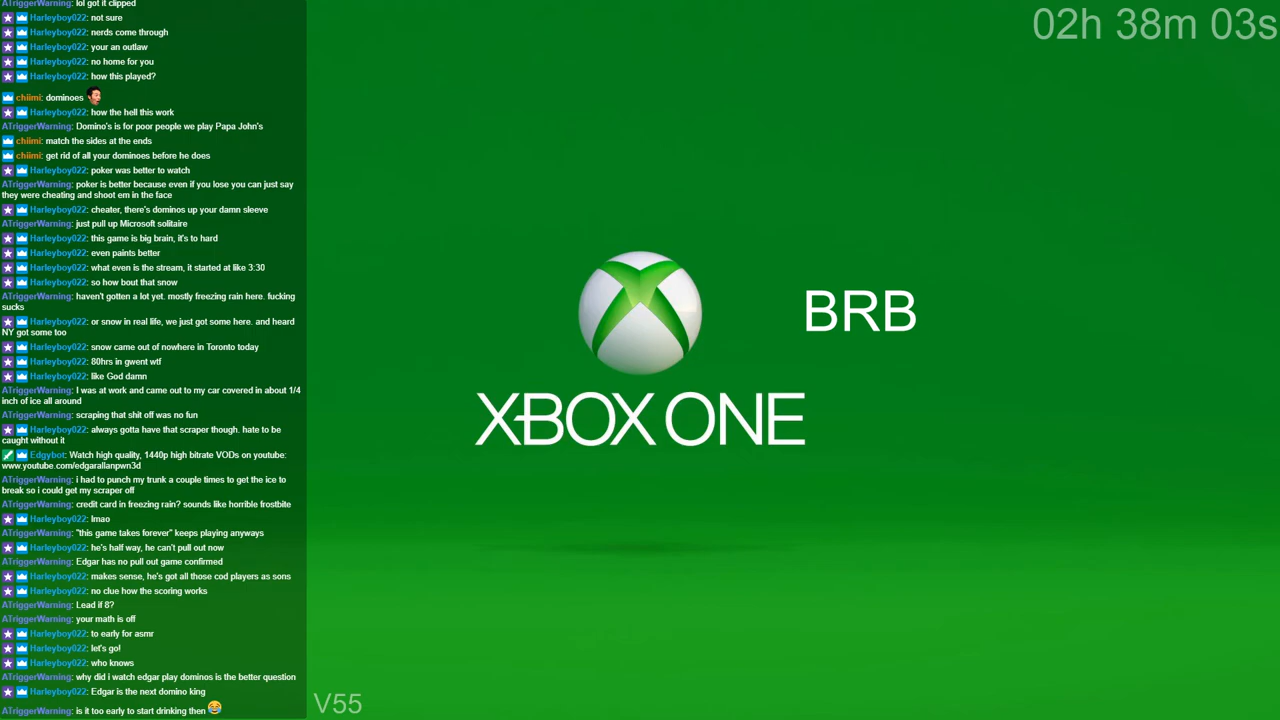 ATriggerWarning: lol got it clipped
Harleyboy022: not sure
Harleyboy022: nerds come through
Harleyboy022: your an outlaw
Harleyboy022: no home for you
Harleyboy022: how this played?
chiimi: dominoes
Harleyboy022: how the hell this work
ATriggerWarning: Domino's is for poor people we play Papa John's
chiimi: match the sides at the ends
chiimi: get rid of all your dominoes before he does
Harleyboy022: poker was better to watch
ATriggerWarning: poker is better because even if you lose you can just say
they were cheating and shoot em in the face
Harleyboy022: cheater, there's dominos up your damn sleeve
ATriggerWarning: just pull up Microsoft solitaire
Harleyboy022: this game is big brain, it's to hard
Harleyboy022: even paints better
Harleyboy022: what even is the stream, it started at like 3:30
Harleyboy022: so how bout that snow
ATriggerWarning: haven't gotten a lot yet. mostly freezing rain here. fucking
sucks
Harleyboy022: or snow in real life, we just got some here. and heard
NY got some too
Harleyboy022: snow came out of nowhere in Toronto today
Harleyboy022: 80hrs in gwent wtf
Harleyboy022: like God damn
ATriggerWarning: I was at work and came out to my car covered in about 1/4
inch of ice all around
ATriggerWarning: scraping that shit off was no fun
Harleyboy022: always gotta have that scraper though. hate to be
caught without it
Edgybot: Watch high quality, 1440p high bitrate VODs on youtube:
www.youtube.com/edgarallanpwn3d
ATriggerWarning: i had to punch my trunk a couple times to get the ice to
break so i could get my scraper off
ATriggerWarning: credit card in freezing rain? sounds like horrible frostbite
Harleyboy022: lmao
ATriggerWarning: "this game takes forever" keeps playing anyways
Harleyboy022: he's half way, he can't pull out now
ATriggerWarning: Edgar has no pull out game confirmed
Harleyboy022: makes sense, he's got all those cod players as sons
Harleyboy022: no clue how the scoring works
ATriggerWarning: Lead if 8?
ATriggerWarning: your math is off
Harleyboy022: to early for asmr
Harleyboy022: let's go!
Harleyboy022: who knows
ATriggerWarning: why did i watch edgar play dominos is the better question
Harleyboy022: Edgar is the next domino king
ATriggerWarning: is it too early to start drinking then
02h 38m 03s
BRB
XBOX ONE
V55